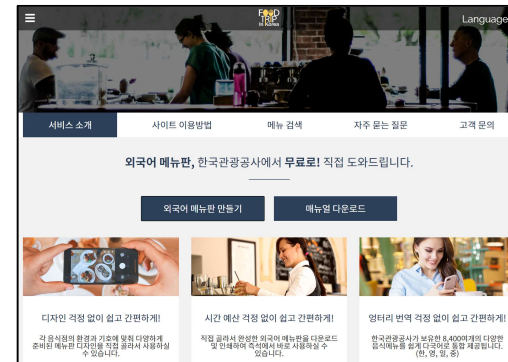 FOOD
TRIP
in Korea
Language
서비스 소개
사이트 이용방법
메뉴 검색
자주 묻는 질문
고객 문의
외국어 메뉴판, 한국관광공사에서 무료로! 직접 도와드립니다.
외국어 메뉴판 만들기
매뉴얼 다운로드
디자인 걱정 없이 쉽고 간편하게!
각 음식점의 환경과 기호에 맞춰 다양하게
준비된 메뉴판 디자인을 직접 골라서 사용하실
수 있습니다.
시간 예산 걱정 없이 쉽고 간편하게!
직접 골라서 완성한 외국어 메뉴판을 다운로드
및 인쇄하여 즉석에서 바로 사용하실 수
있습니다.
엉터리 번역 걱정 없이 쉽고 간편하게!
한국관광공사가 보유한 8,400여개의 다양한
음식메뉴를 쉽게 다국어로 통합 제공됩니다.
(한, 영, 일, 중)